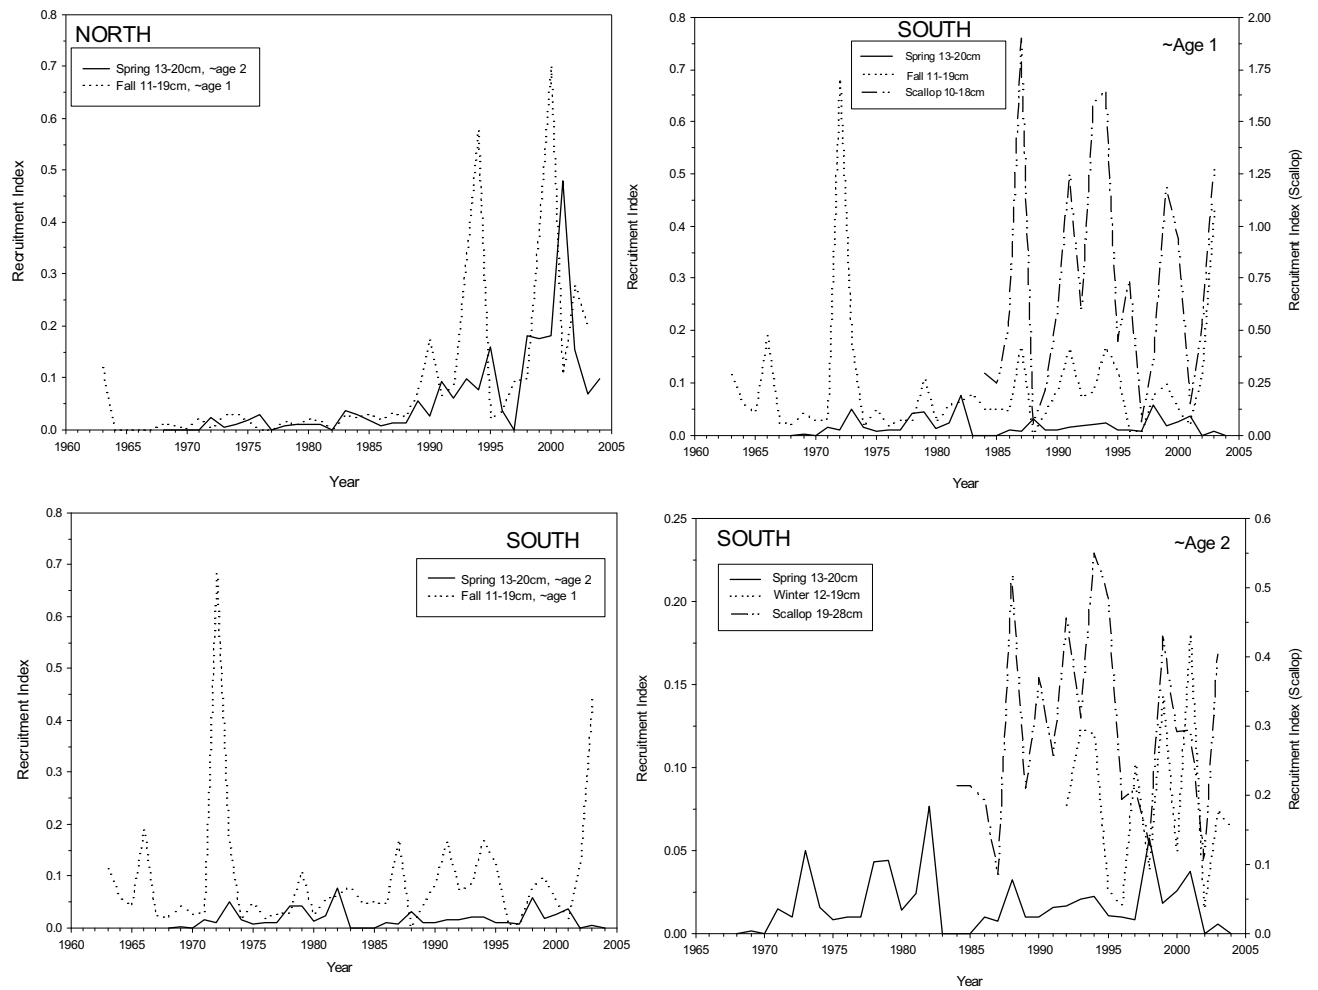 NORTH
Spring 13-20cm, ~age 2
Fall 11-19cm, ~age 1
Recruitment Index
0.8
0.7
0.6
0.5
0.4
0.3
0.2
0.1
0.0
1960 1965 1970 1975 1980 1985 1990 1995 2000 2005
Year
SOUTH
~Age 1
Spring 13-20cm
Fall 11-19cm
Scallop 10-18cm
Recruitment Index
0.8
0.7
0.6
0.5
0.4
0.3
0.2
0.1
0.0
2.00
1.75
1.50
1.25
1.00
0.75
0.50
0.25
0.00
Recruitment Index (Scallop)
1960 1965 1970 1975 1980 1985 1990 1995 2000 2005
Year
SOUTH
Spring 13-20cm, ~age 2
Fall 11-19cm, ~age 1
Recruitment Index
0.8
0.7
0.6
0.5
0.4
0.3
0.2
0.1
0.0
1960 1965 1970 1975 1980 1985 1990 1995 2000 2005
Year
SOUTH
~Age 2
Spring 13-20cm
Winter 12-19cm
Scallop 19-28cm
Recruitment Index
0.25
0.20
0.15
0.10
0.05
0.00
0.6
0.5
0.4
0.3
0.2
0.1
0.0
Recruitment Index (Scallop)
1965 1970 1975 1980 1985 1990 1995 2000 2005
Year